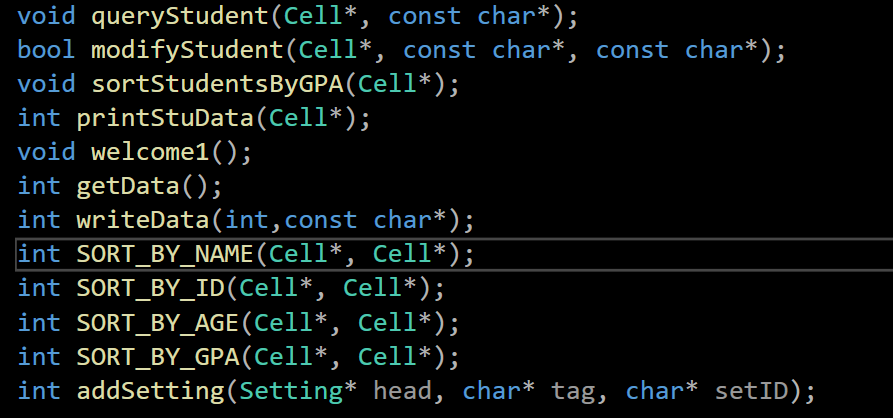 void queryStudent(Cell*, const char*);
bool modifyStudent(Cell*, const char*, const char*);
void sortStudentsByGPA(Cell*);
int printStuData(Cell*);
void welcome1();
int getData();
int writeData(int,const char*);
int SORT_BY_NAME(Cell*, Cell*);
int SORT_BY_ID(Cell*, Cell*);
int SORT_BY_AGE(Cell*, Cell*);
int SORT_BY_GPA(Cell*, Cell*);
int addSetting(Setting* head, char* tag, char* setID);